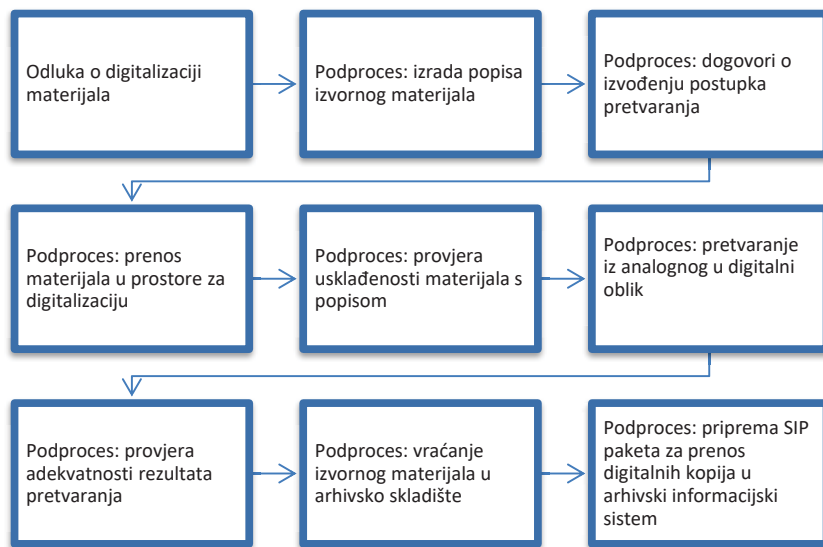 Odluka o digitalizaciji
materijala
Podproces: izrada popisa
izvornog materijala
Podproces: dogovori o
izvođenju postupka
pretvaranja
Podproces: prenos
materijala u prostore za
digitalizaciju
Podproces: provjera
usklađenosti materijala s
popisom
Podproces: pretvaranje
iz analognog u digitalni
oblik
Podproces: provjera
adekvatnosti rezultata
pretvaranja
Podproces: vraćanje
izvornog materijala u
arhivsko skladište
Podproces: priprema SIP
paketa za prenos
digitalnih kopija u
arhivski informacijski
sistem